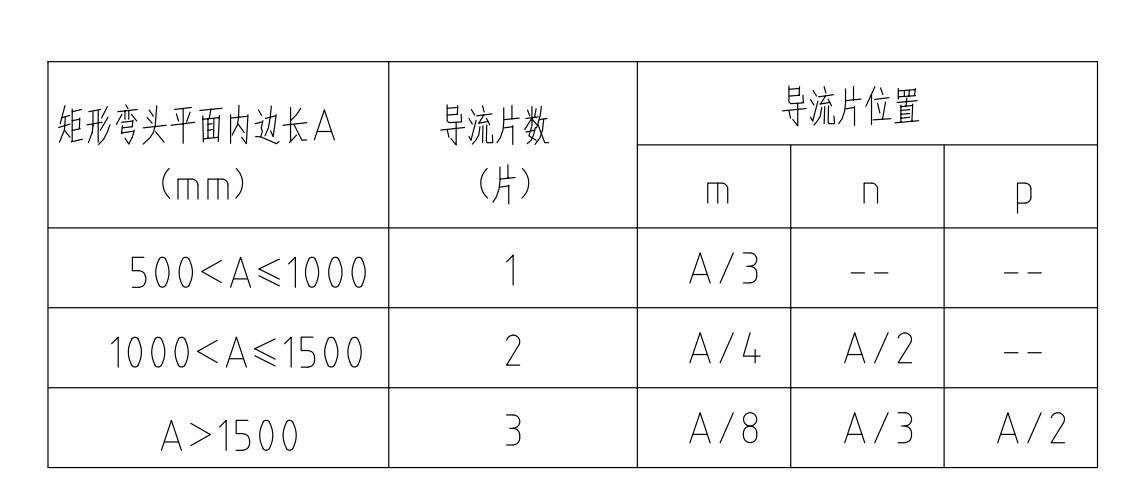 矩形弯头平面内边长A
(mm)
导流片数
(片)
导流片位置
m n p
500<A≤1000 1 A/3 -- --
1000<A≤1500 2 A/4 A/2 --
A>1500 3 A/8 A/3 A/2